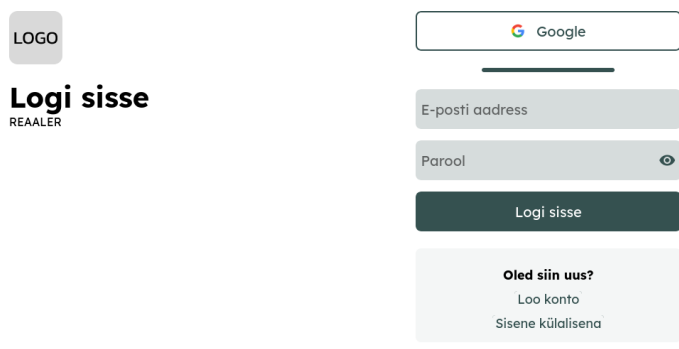 LOGO
Logi sisse
REAALER
Google
E-posti aadress
Parool
Logi sisse
Oled siin uus?
Loo konto
Sisene külalisena